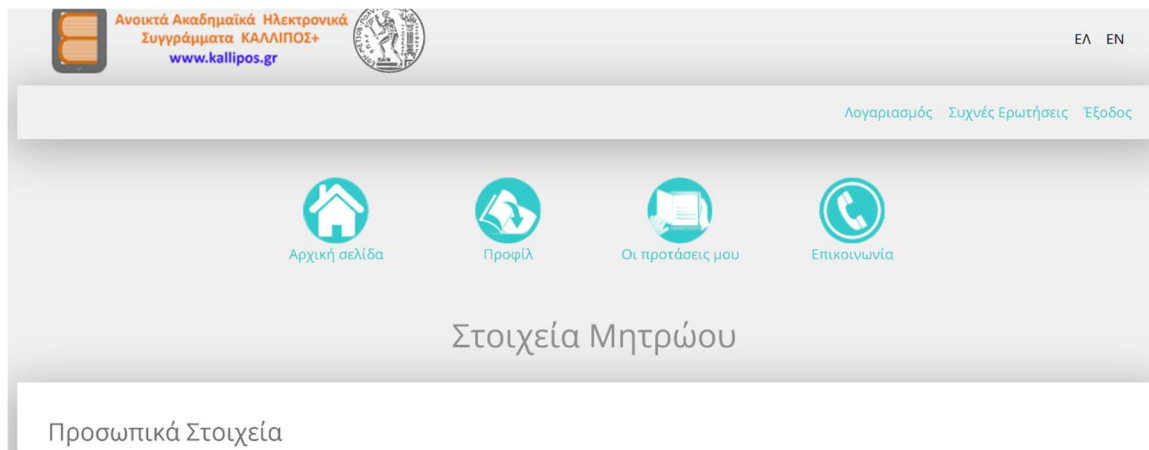 Ανοικτά Ακαδημαϊκά Ηλεκτρονικά
Συγγράμματα ΚΑΛΛΙΠΟΣ+
www.kallipos.gr
ΕΛ EN
Λογαριασμός Συχνές Ερωτήσεις Έξοδος
Αρχική σελίδα Προφίλ Οι προτάσεις μου Επικοινωνία
Στοιχεία Μητρώου
Προσωπικά Στοιχεία